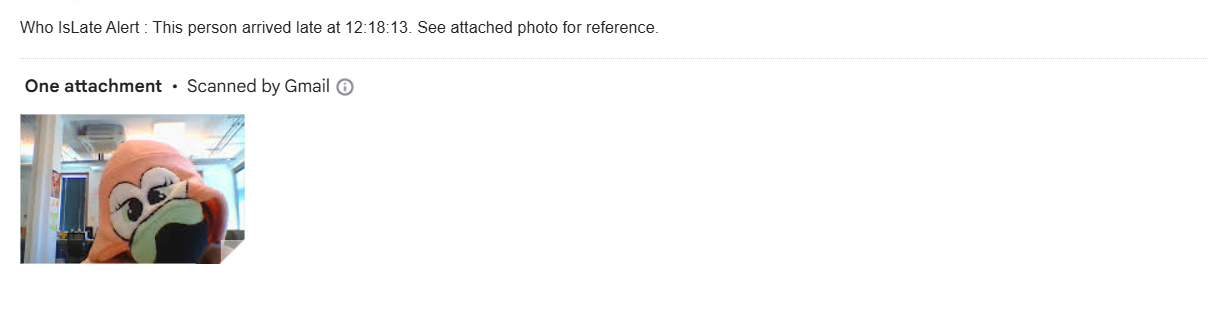 Who IsLate Alert : This person arrived late at 12:18:13. See attached photo for reference.
One attachment • Scanned by Gmail